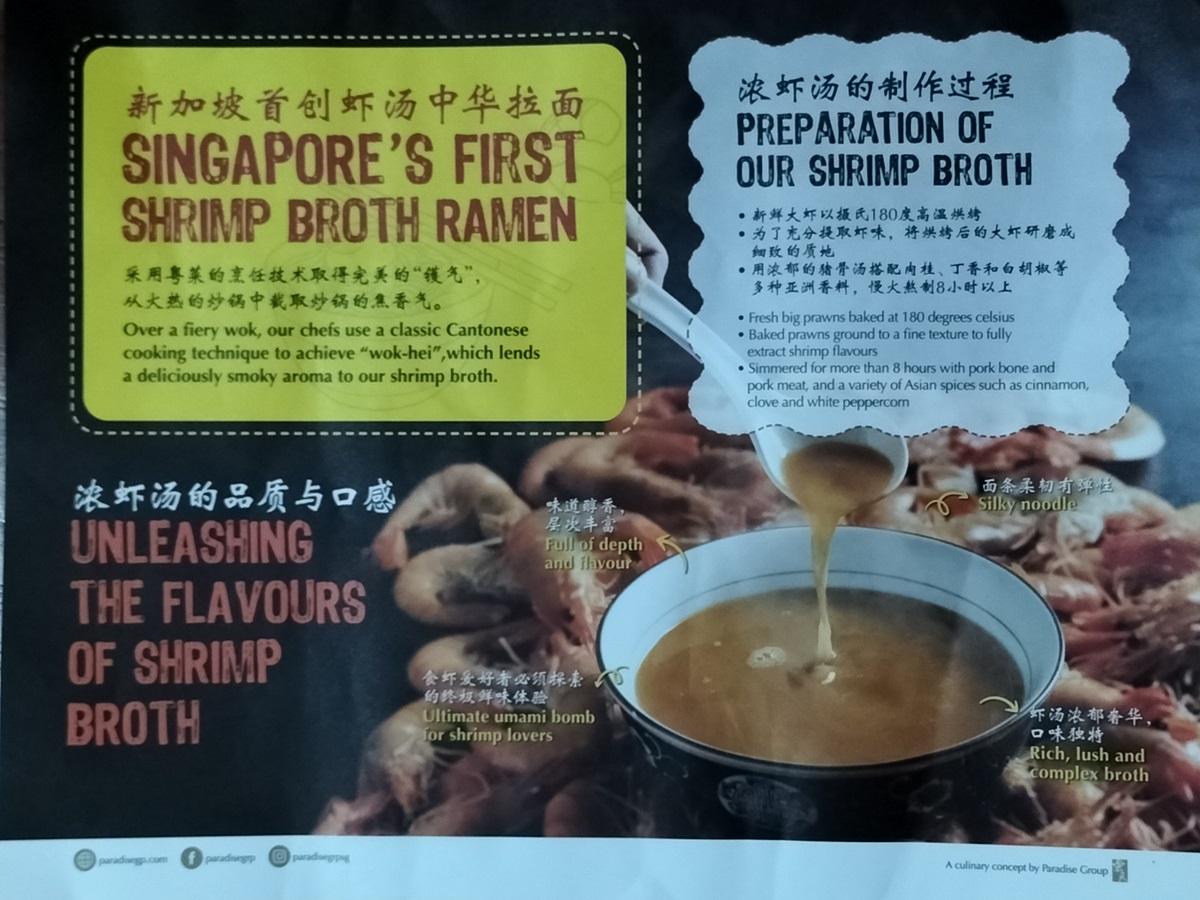 新加坡首创虾汤中华拉面
SINGAPORE'S FIRST
SHRIMP BROTH RAMEN
采用粤菜的烹饪技术取得完美的“镬气”，
从火热的炒锅中截取炒锅的焦香气。
Over a fiery wok, our chefs use a classic Cantonese
cooking technique to achieve “wok-hei”,which lends
a deliciously smoky aroma to our shrimp broth.
浓虾汤的制作过程
PREPARATION OF
OUR SHRIMP BROTH
• 新鲜大虾以摄氏180度高温烘烤
• 为了充分提取虾味，将烘烤后的大虾研磨成
细致的质地
• 用浓郁的猪骨汤搭配肉桂、丁香和白胡椒等
多种亚洲香料，慢火熬制8小时以上
• Fresh big prawns baked at 180 degrees celsius
• Baked prawns ground to a fine texture to fully
extract shrimp flavours
• Simmered for more than 8 hours with pork bone and
pork meat, and a variety of Asian spices such as cinnamon,
clove and white peppercorn
浓虾汤的品质与口感
UNLEASHING
THE FLAVOURS
OF SHRIMP
BROTH
味道醇香，
层次丰富
Full of depth
and flavour
面条柔韧有弹性
Silky noodle
食虾爱好者必须探索
的终极鲜味体验
Ultimate umami bomb
for shrimp lovers
虾汤浓郁奢华，
口味独特
Rich, lush and
complex broth
paradisegp.com
paradisegrp
paradisegrpsg
A culinary concept by Paradise Group